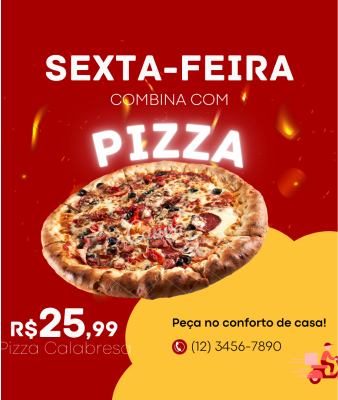 SEXTA-FEIRA
COMBINA COM
PIZZA
R$25,99
Pizza Calabresa
Peça no conforto de casa!
(12) 3456-7890